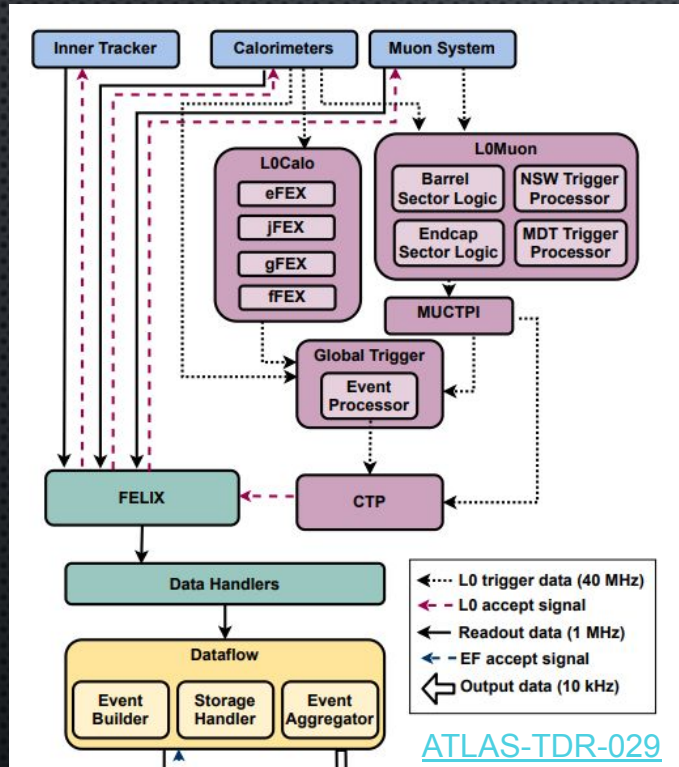 Inner Tracker
Calorimeters
Muon System
L0Calo
eFEX
jFEX
gFEX
fFEX
L0Muon
Barrel
Sector Logic
NSW Trigger
Processor
Endcap
Sector Logic
MDT Trigger
Processor
MUCTPI
Global Trigger
Event
Processor
FELIX
CTP
Data Handlers
Dataflow
Event
Builder
Storage
Handler
Event
Aggregator
L0 trigger data (40 MHz)
L0 accept signal
Readout data (1 MHz)
EF accept signal
Output data (10 kHz)
ATLAS-TDR-029